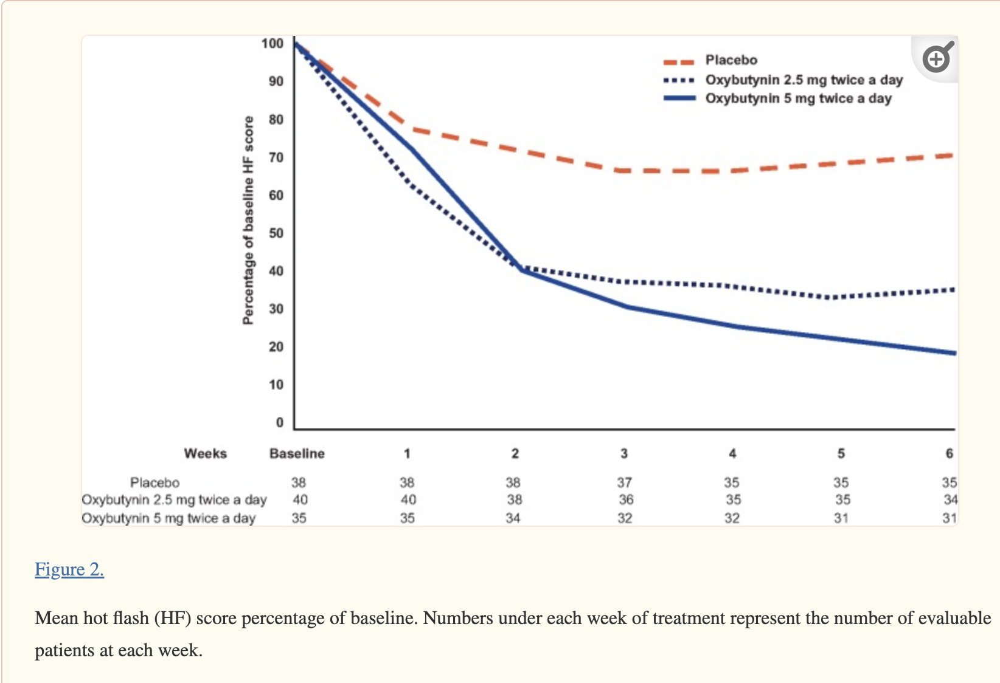 100
90
80
70
60
50
40
30
20
10
0
Percentage of baseline HF score
Placebo
Oxybutynin 2.5 mg twice a day
Oxybutynin 5 mg twice a day
Weeks Baseline 1 2 3 4 5 6
Placebo 38 38 38 37 35 35 35
Oxybutynin 2.5 mg twice a day 40 40 38 36 35 35 34
Oxybutynin 5 mg twice a day 35 35 34 32 32 31 31
Figure 2.
Mean hot flash (HF) score percentage of baseline. Numbers under each week of treatment represent the number of evaluable
patients at each week.